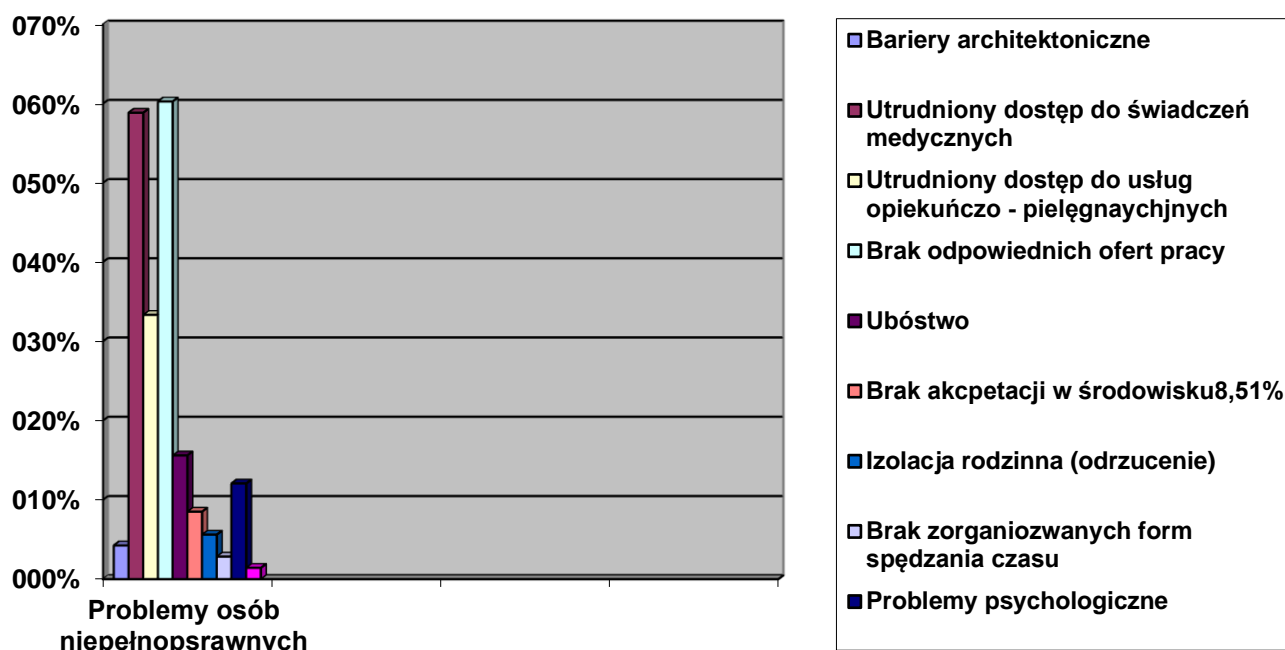 070%
060%
050%
040%
030%
020%
010%
000%
Problemy osób
niepełnopsrawnych
Bariery architektoniczne
Utrudniony dostęp do świadczeń
medycznych
Utrudniony dostęp do usług
opiekuńczo - pielęgnaychjnych
Brak odpowiednich ofert pracy
Ubóstwo
Brak akcpetacji w środowisku8,51%
Izolacja rodzinna (odrzucenie)
Brak zorganiozwanych form
spędzania czasu
Problemy psychologiczne